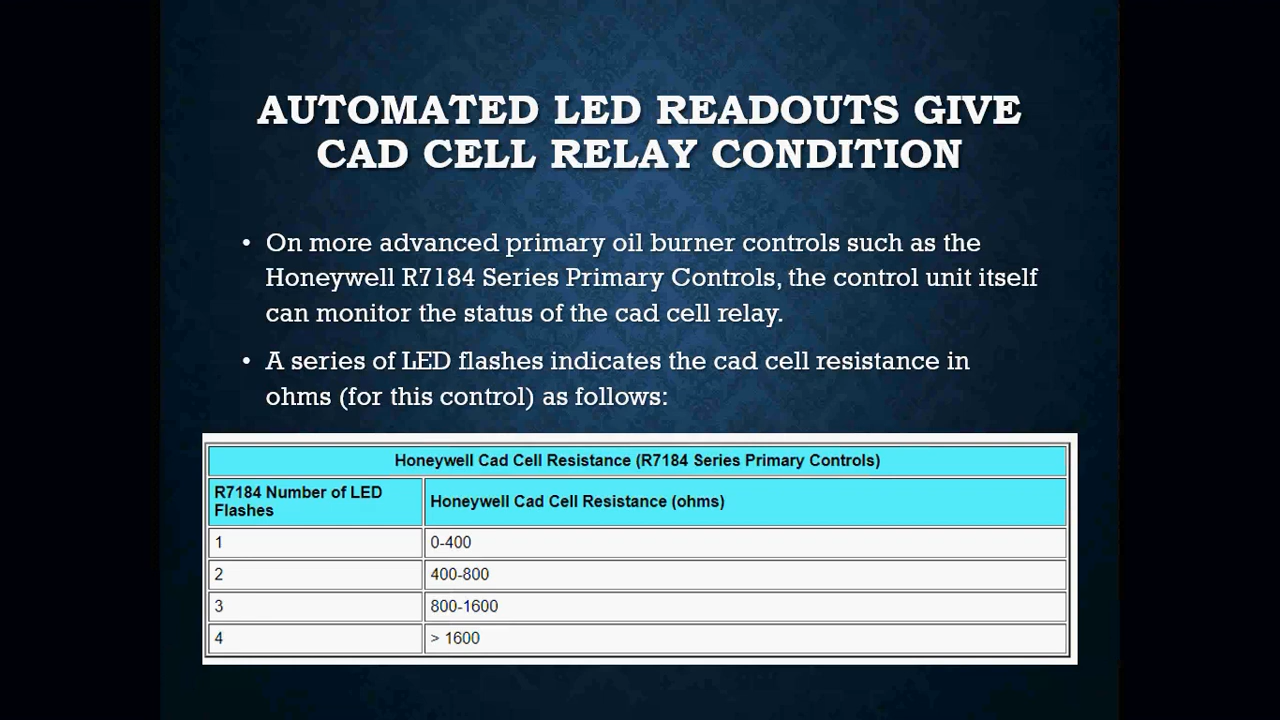 AUTOMATED LED READOUTS GIVE
CAD CELL RELAY CONDITION
• On more advanced primary oil burner controls such as the
Honeywell R7184 Series Primary Controls, the control unit itself
can monitor the status of the cad cell relay.
• A series of LED flashes indicates the cad cell resistance in
ohms (for this control) as follows:
Honeywell Cad Cell Resistance (R7184 Series Primary Controls)
R7184 Number of LED
Flashes
Honeywell Cad Cell Resistance (ohms)
1 0-400
2 400-800
3 800-1600
4 > 1600